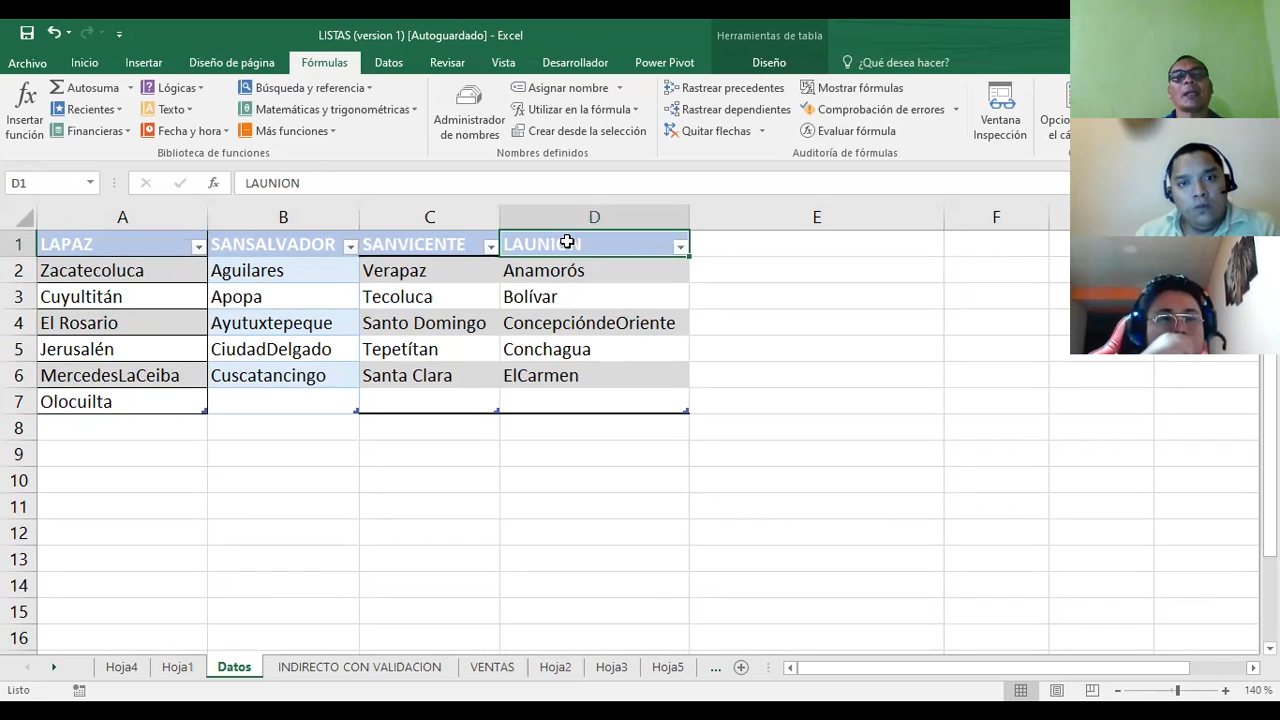 LISTAS (version 1) [Autoguardado] - Excel
Herramientas de tabla
Archivo Inicio Insertar Diseño de página Fórmulas Datos Revisar Vista Desarrollador Power Pivot Diseño ¿Qué desea hacer?
fx Insertar función
Autosuma
Recientes
Financieras
Lógicas
Texto
Fecha y hora
Búsqueda y referencia
Matemáticas y trigonométricas
Más funciones
Biblioteca de funciones
Administrador de nombres
Asignar nombre
Utilizar en la fórmula
Crear desde la selección
Nombres definidos
Rastrear precedentes
Rastrear dependientes
Quitar flechas
Mostrar fórmulas
Comprobación de errores
Evaluar fórmula
Auditoría de fórmulas
Ventana Inspección
D1 fx LAUNION
A B C D E F
1 LAPAZ SANSALVADOR SANVICENTE LAUNION
2 Zacatecoluca Aguilares Verapaz Anamorós
3 Cuyultitán Apopa Tecoluca Bolívar
4 El Rosario Ayutuxtepeque Santo Domingo ConcepcióndeOriente
5 Jerusalén CiudadDelgado Tepetítan Conchagua
6 MercedesLaCeiba Cuscatancingo Santa Clara ElCarmen
7 Olocuilta
8
9
10
11
12
13
14
15
16
Hoja4 Hoja1 Datos INDIRECTO CON VALIDACION VENTAS Hoja2 Hoja3 Hoja5 ...
Listo 140 %